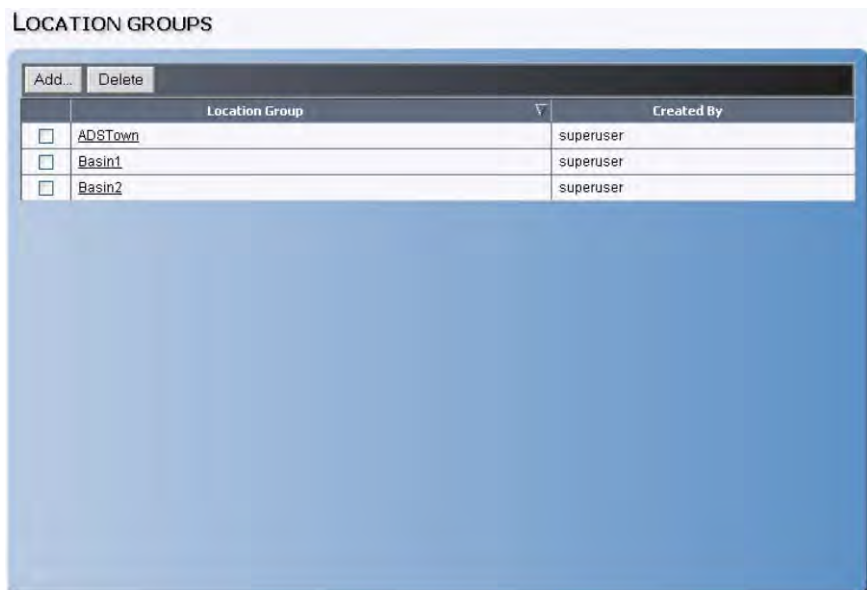 LOCATION GROUPS
Add... Delete
Location Group Created By
ADSTown superuser
Basin1 superuser
Basin2 superuser